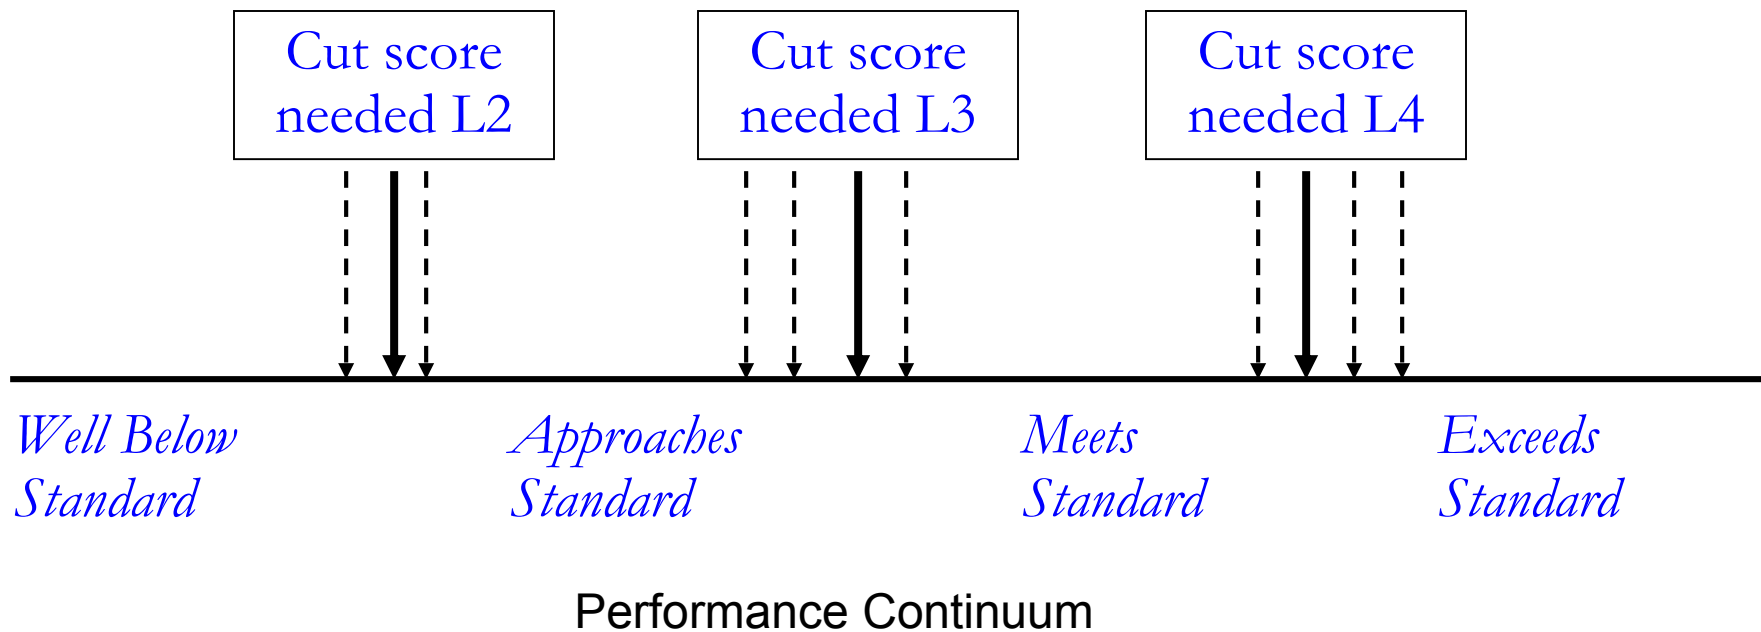 Cut score
needed L2
Cut score
needed L3
Cut score
needed L4
Well Below
Standard
Approaches
Standard
Meets
Standard
Exceeds
Standard
Performance Continuum